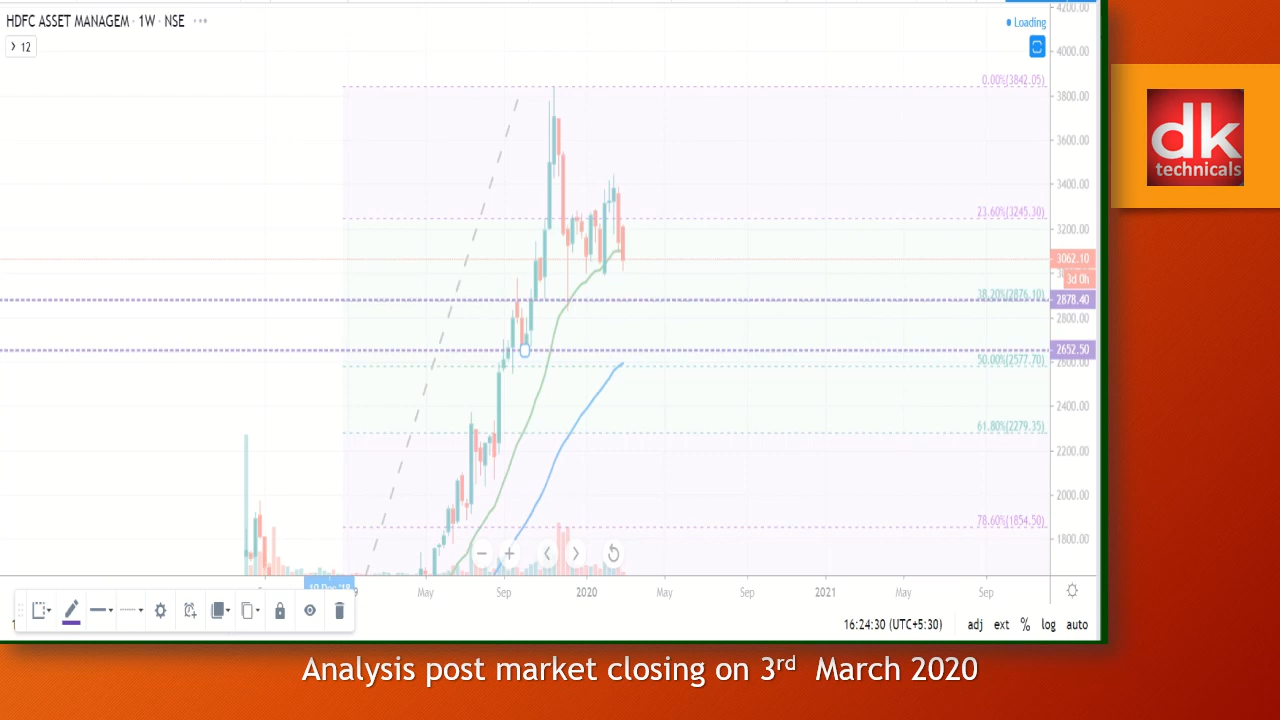 HDFC ASSET MANAGEM · 1W · NSE
12
Loading
4200.00
4000.00
0.00%(3842.05)
3800.00
3600.00
3400.00
23.60%(3245.30)
3200.00
3062.10
3d 0h
38.20%(2876.10)
2878.40
2800.00
2652.50
50.00%(2577.70)
2600.00
2400.00
61.80%(2279.35)
2200.00
2000.00
78.60%(1854.50)
1800.00
May Sep 2020 May Sep 2021 May Sep
16:24:30 (UTC+5:30) adj ext % log auto
dk
technicals
Analysis post market closing on 3rd March 2020